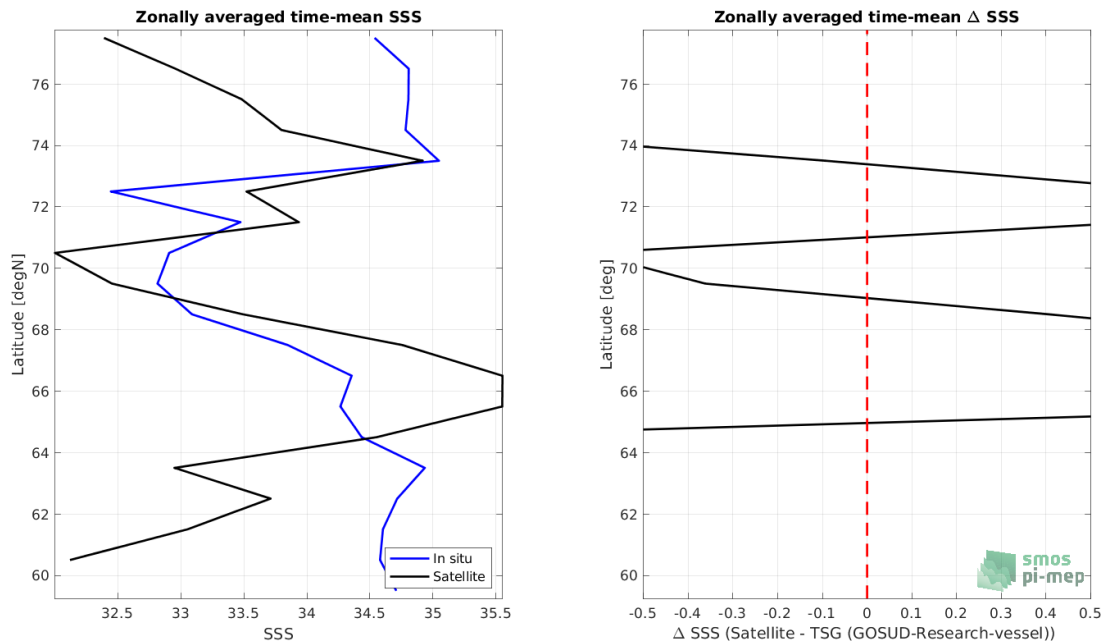 Zonally averaged time-mean SSS
76
74
72
70
68
66
64
62
60
Latitude [degN]
32.5 33 33.5 34 34.5 35 35.5
SSS
In situ
Satellite
Zonally averaged time-mean Δ SSS
76
74
72
70
68
66
64
62
60
Latitude [deg]
-0.5 -0.4 -0.3 -0.2 -0.1 0 0.1 0.2 0.3 0.4 0.5
Δ SSS (Satellite - TSG (GOSUD-Research-vessel))
smos
pi-mep